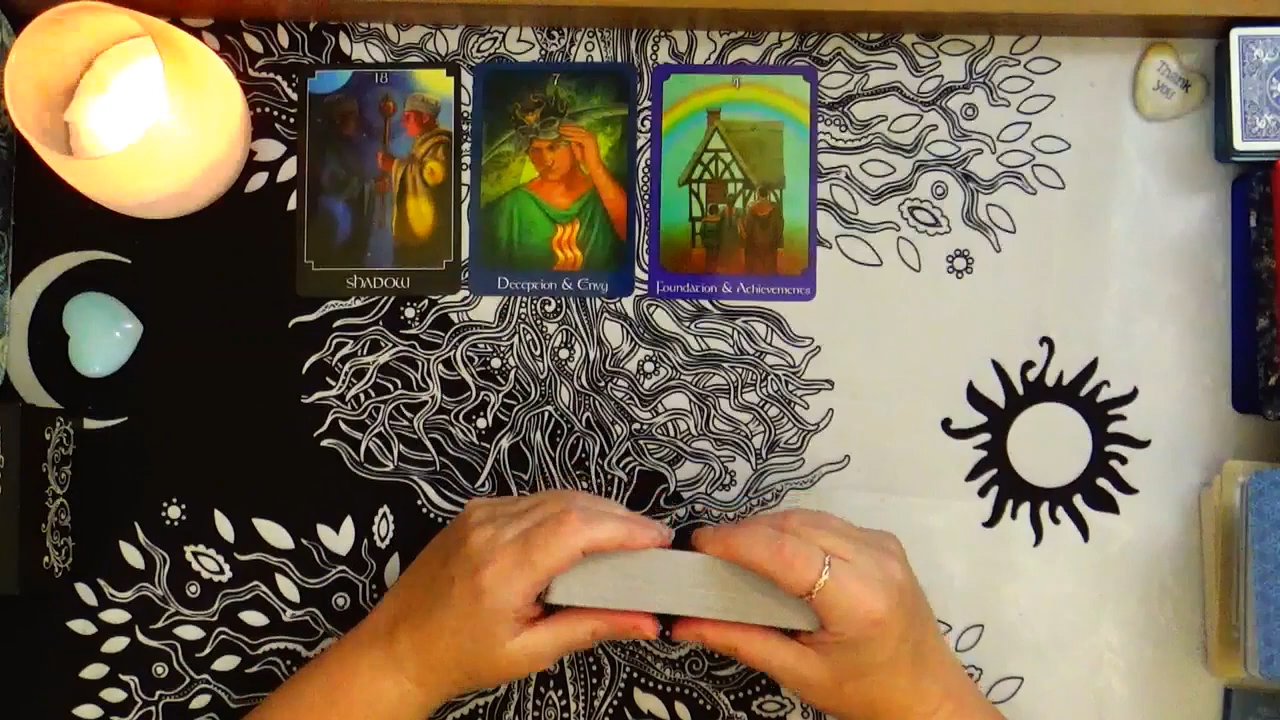 18
SHADOW
7
Deception & Envy
4
Foundation & Achievements
Thank
you